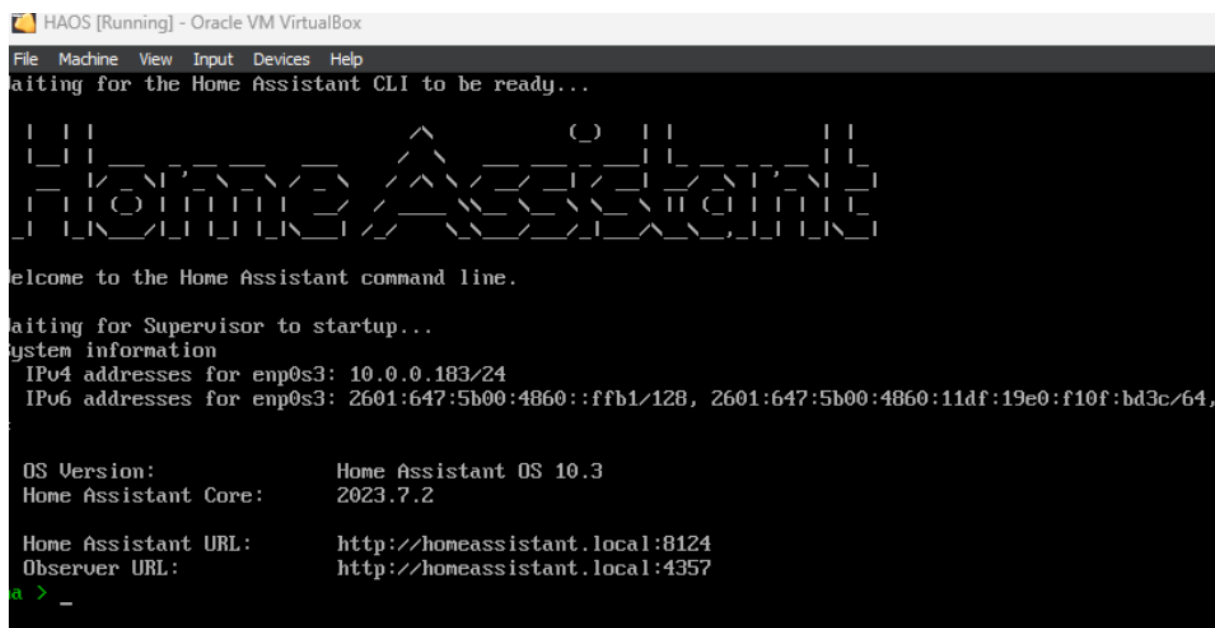 HAOS [Running] - Oracle VM VirtualBox
File Machine View Input Devices Help
aiting for the Home Assistant CLI to be ready...
Home Assistant
elcome to the Home Assistant command line.
aiting for Supervisor to startup...
ystem information
IPv4 addresses for enp0s3: 10.0.0.183/24
IPv6 addresses for enp0s3: 2601:647:5b00:4860::ffb1/128, 2601:647:5b00:4860:11df:19e0:f10f:bd3c/64,
OS Version: Home Assistant OS 10.3
Home Assistant Core: 2023.7.2
Home Assistant URL: http://homeassistant.local:8124
Observer URL: http://homeassistant.local:4357
a > _